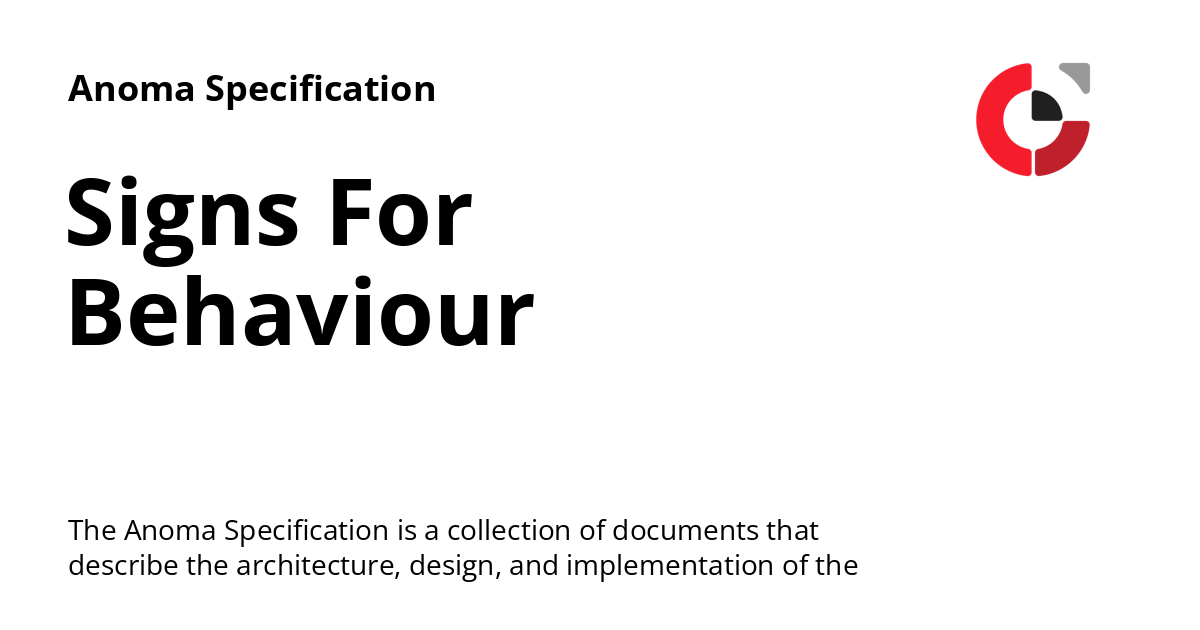 Anoma Specification
Signs For
Behaviour
The Anoma Specification is a collection of documents that
describe the architecture, design, and implementation of the